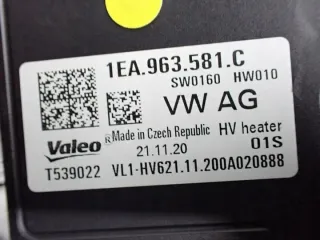 1EA.963.581.C
SW0160 HW010
VW AG
Valeo ® Made in Czech Republic HV heater
21.11.20 01S
T539022 VL1-HV621.11.200A020888